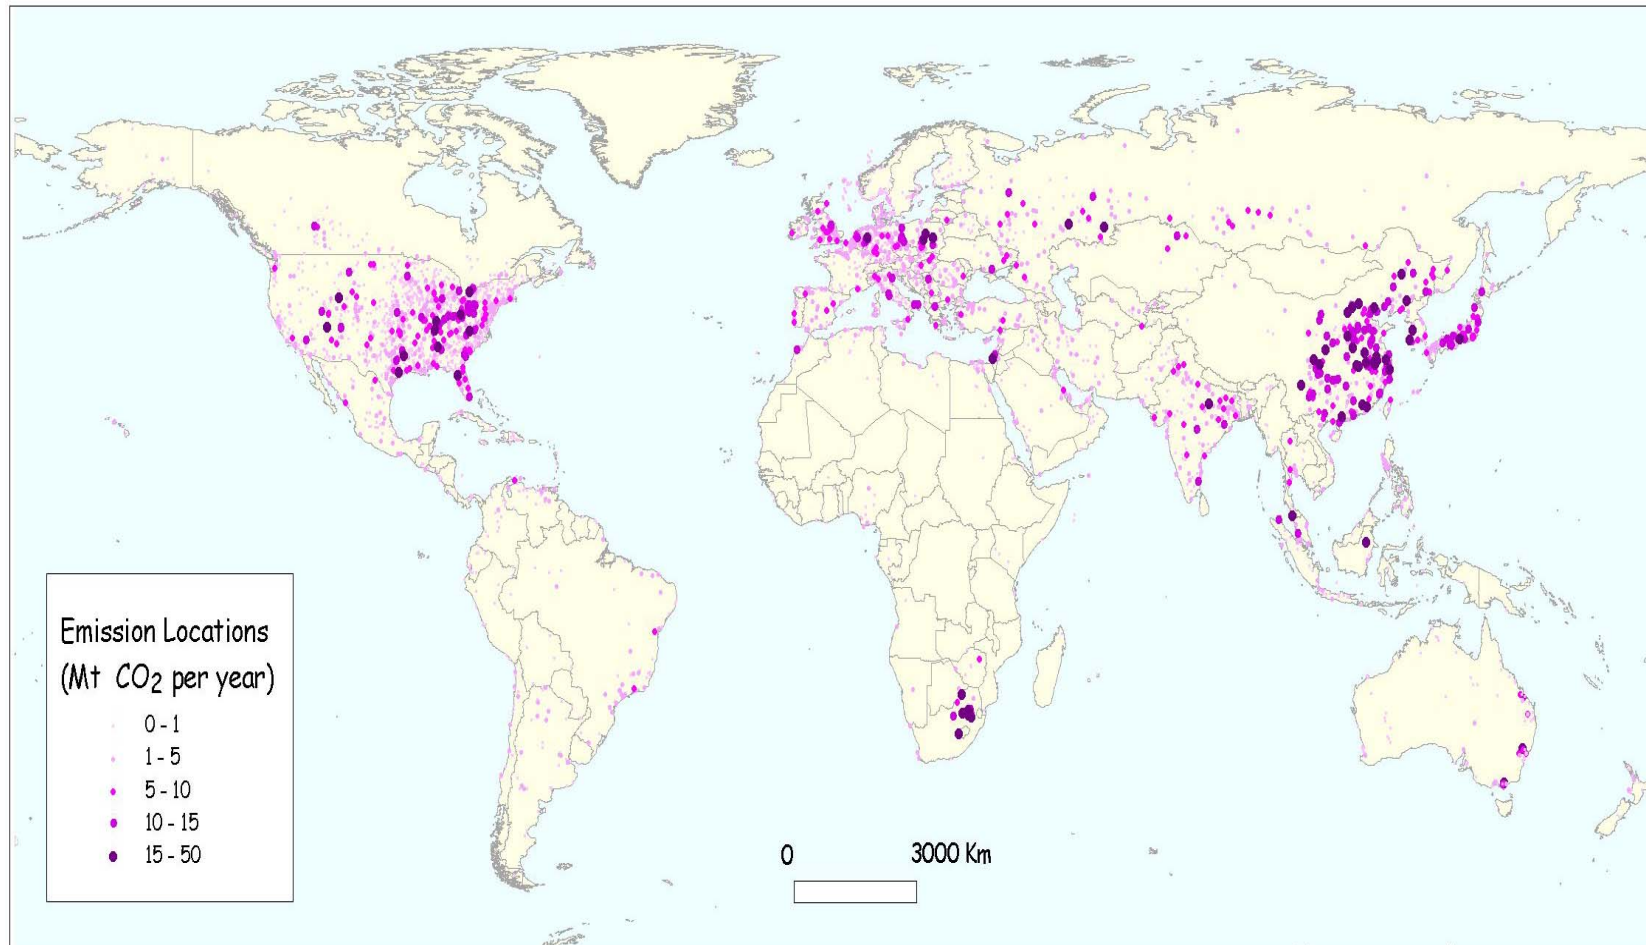 Emission Locations
(Mt CO₂ per year)
0 - 1
1 - 5
5 - 10
10 - 15
15 - 50
0 3000 Km